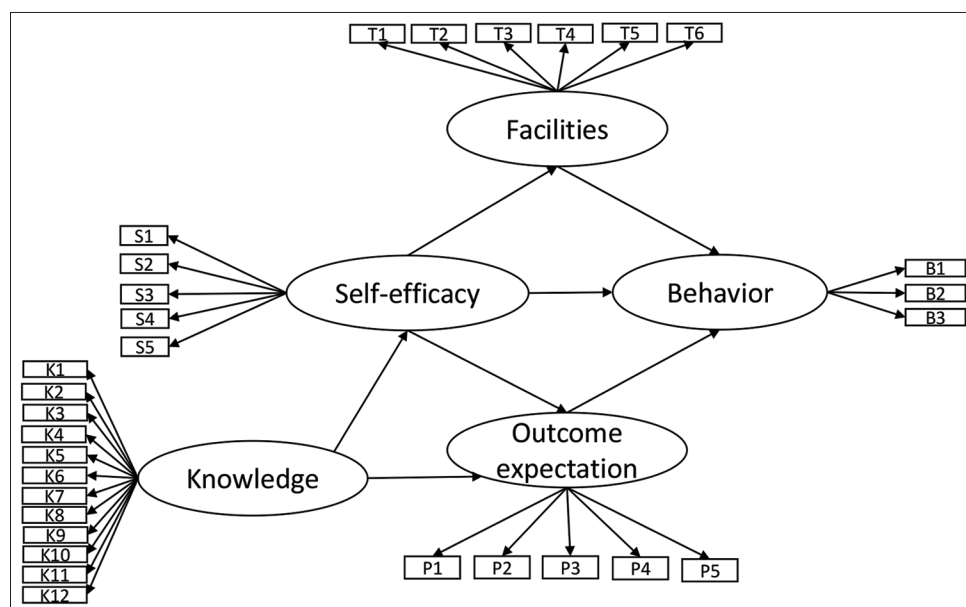 T1 T2 T3 T4 T5 T6
Facilities
S1
S2
S3
S4
S5
Self-efficacy
Behavior
B1
B2
B3
K1
K2
K3
K4
K5
K6
K7
K8
K9
K10
K11
K12
Knowledge
Outcome
expectation
P1 P2 P3 P4 P5